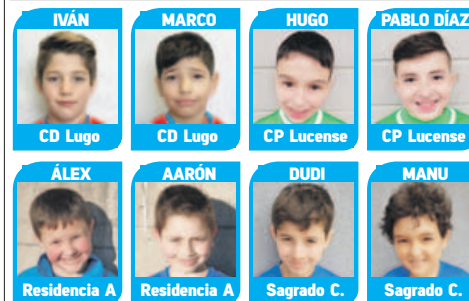 IVÁN MARCO HUGO PABLO DÍAZ
CD Lugo CD Lugo CP Lucense CP Lucense
ÁLEX AARÓN DUDI MANU
Residencia A Residencia A Sagrado C. Sagrado C.